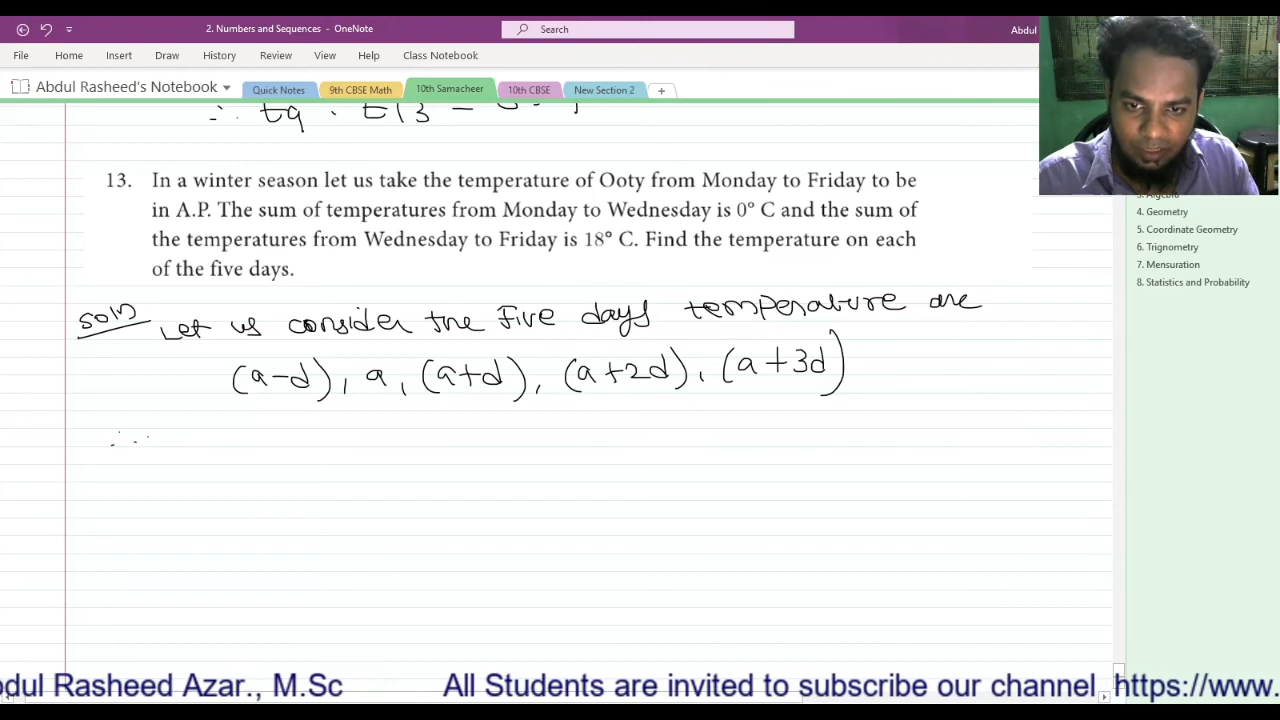 2. Numbers and Sequences - OneNote
Search
Abdul
File Home Insert Draw History Review View Help Class Notebook
Abdul Rasheed's Notebook
Quick Notes
9th CBSE Math
10th Samacheer
10th CBSE
New Section 2
4. Geometry
5. Coordinate Geometry
6. Trignometry
7. Mensuration
8. Statistics and Probability
13. In a winter season let us take the temperature of Ooty from Monday to Friday to be
in A.P. The sum of temperatures from Monday to Wednesday is 0° C and the sum of
the temperatures from Wednesday to Friday is 18° C. Find the temperature on each
of the five days.
soln Let us consider the Five days temperature are
(a-d), a, (a+d), (a+2d), (a+3d)
dul Rasheed Azar., M.Sc All Students are invited to subscribe our channel https://www.